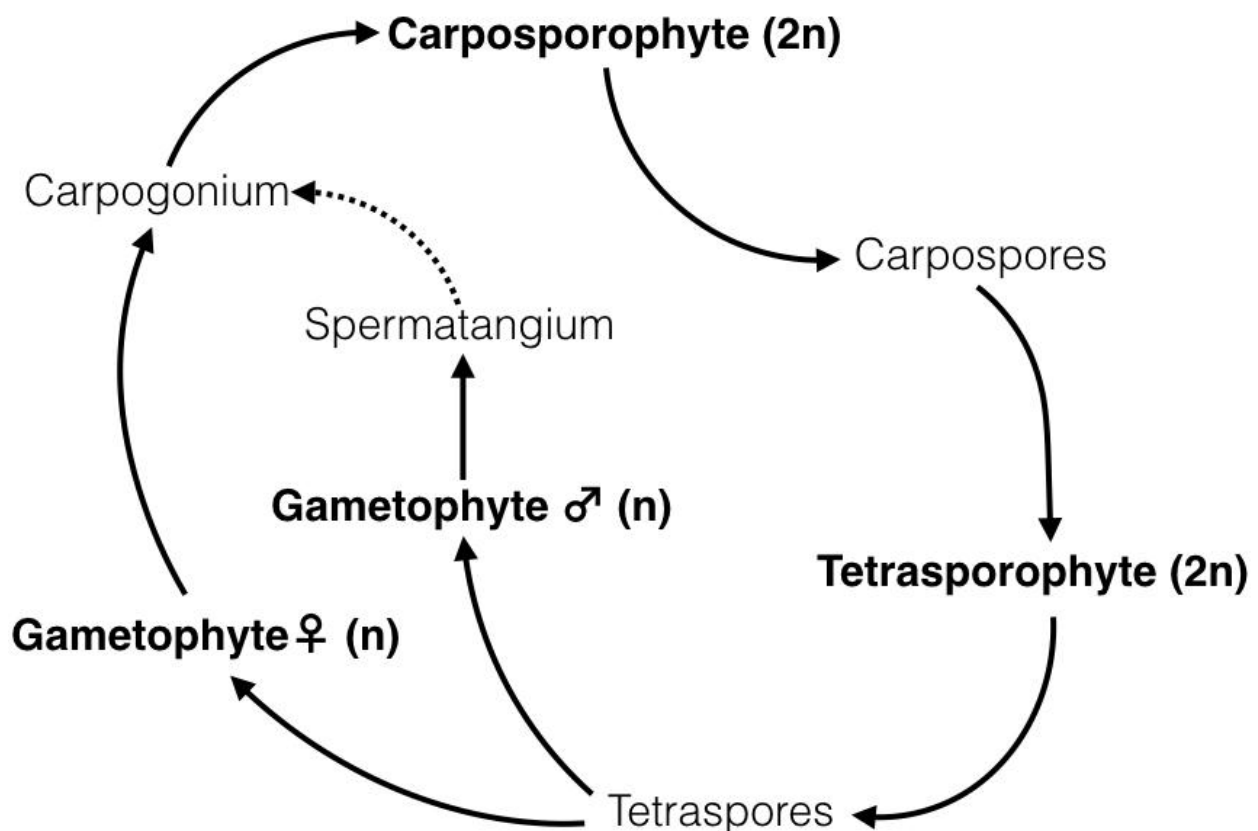 Carposporophyte (2n)
Carpogonium
Carpospores
Spermatangium
Gametophyte ♂ (n)
Tetrasporophyte (2n)
Gametophyte♀ (n)
Tetraspores